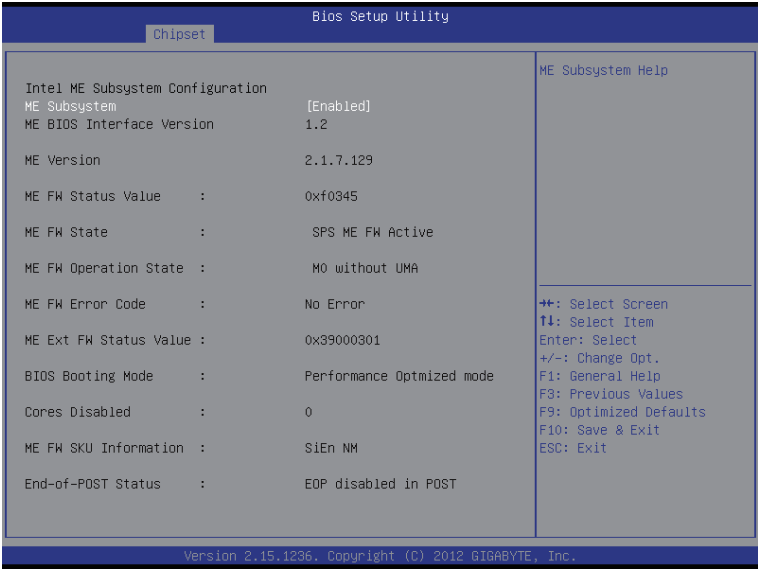 Bios Setup Utility
Chipset
Intel ME Subsystem Configuration
ME Subsystem [Enabled]
ME BIOS Interface Version 1.2
ME Version 2.1.7.129
ME FW Status Value : 0xf0345
ME FW State : SPS ME FW Active
ME FW Operation State : M0 without UMA
ME FW Error Code : No Error
ME Ext FW Status Value : 0x39000301
BIOS Booting Mode : Performance Optmized mode
Cores Disabled : 0
ME FW SKU Information : SiEn NM
End-of-POST Status : EOP disabled in POST
ME Subsystem Help
→←: Select Screen
↑↓: Select Item
Enter: Select
+/-: Change Opt.
F1: General Help
F3: Previous Values
F9: Optimized Defaults
F10: Save & Exit
ESC: Exit
Version 2.15.1236. Copyright (C) 2012 GIGABYTE, Inc.